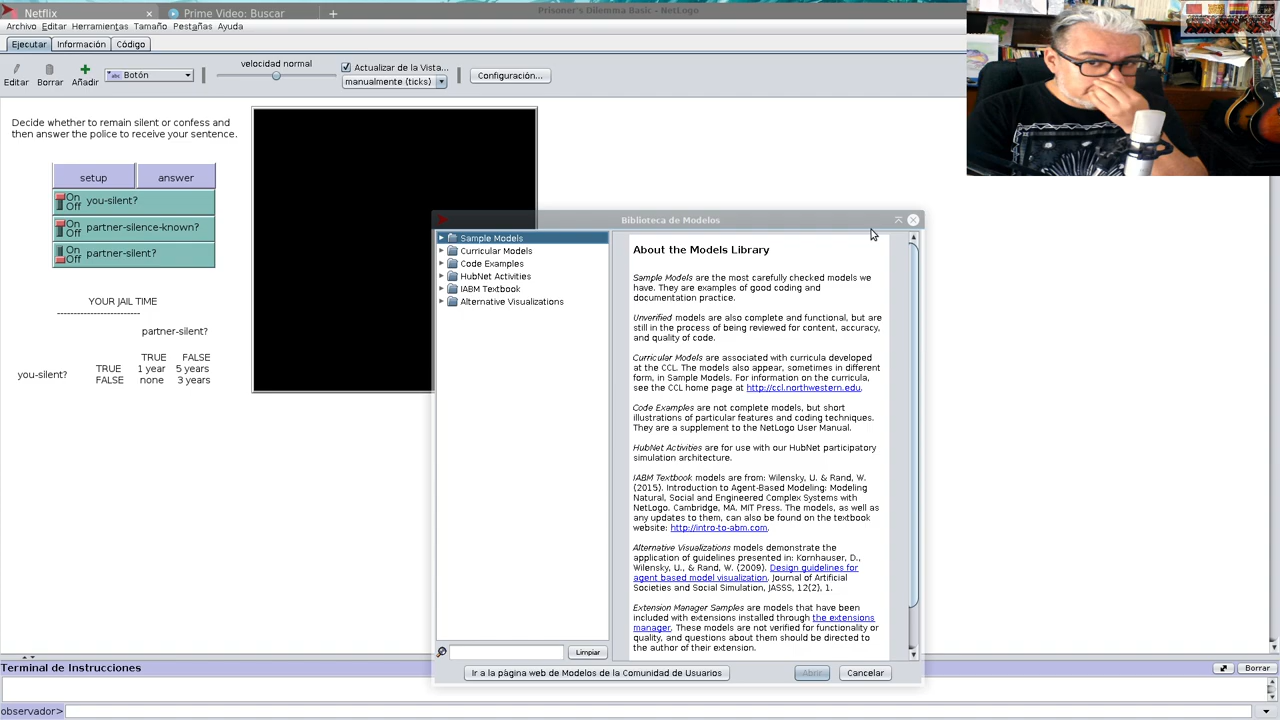 Netflix
Prime Video: Buscar
Prisoner's Dilemma Basic - NetLogo
Archivo Editar Herramientas Tamaño Pestañas Ayuda
Ejecutar Información Código
Editar Borrar Añadir
Botón
velocidad normal
Actualizar de la Vista...
manualmente (ticks)
Configuración...
Decide whether to remain silent or confess and
then answer the police to receive your sentence.
setup answer
On
Off
you-silent?
On
Off
partner-silence-known?
On
Off
partner-silent?
YOUR JAIL TIME
-------------------------
partner-silent?
TRUE FALSE
you-silent? TRUE 1 year 5 years
FALSE none 3 years
Biblioteca de Modelos
Sample Models
Curricular Models
Code Examples
HubNet Activities
IABM Textbook
Alternative Visualizations
About the Models Library
Sample Models are the most carefully checked models we
have. They are examples of good coding and
documentation practice.
Unverified models are also complete and functional, but are
still in the process of being reviewed for content, accuracy,
and quality of code.
Curricular Models are associated with curricula developed
at the CCL. The models also appear, sometimes in different
form, in Sample Models. For information on the curricula,
see the CCL home page at http://ccl.northwestern.edu.
Code Examples are not complete models, but short
illustrations of particular features and coding techniques.
They are a supplement to the NetLogo User Manual.
HubNet Activities are for use with our HubNet participatory
simulation architecture.
IABM Textbook models are from: Wilensky, U. & Rand, W.
(2015). Introduction to Agent-Based Modeling: Modeling
Natural, Social and Engineered Complex Systems with
NetLogo. Cambridge, MA. MIT Press. The models, as well as
any updates to them, can also be found on the textbook
website: http://intro-to-abm.com.
Alternative Visualizations models demonstrate the
application of guidelines presented in: Kornhauser, D.,
Wilensky, U., & Rand, W. (2009). Design guidelines for
agent based model visualization. Journal of Artificial
Societies and Social Simulation, JASSS, 12(2), 1.
Extension Manager Samples are models that have been
included with extensions installed through the extensions
manager. These models are not verified for functionality or
quality, and questions about them should be directed to
the author of their extension.
Limpiar
Ir a la página web de Modelos de la Comunidad de Usuarios
Abrir
Cancelar
Terminal de Instrucciones
Borrar
observador>